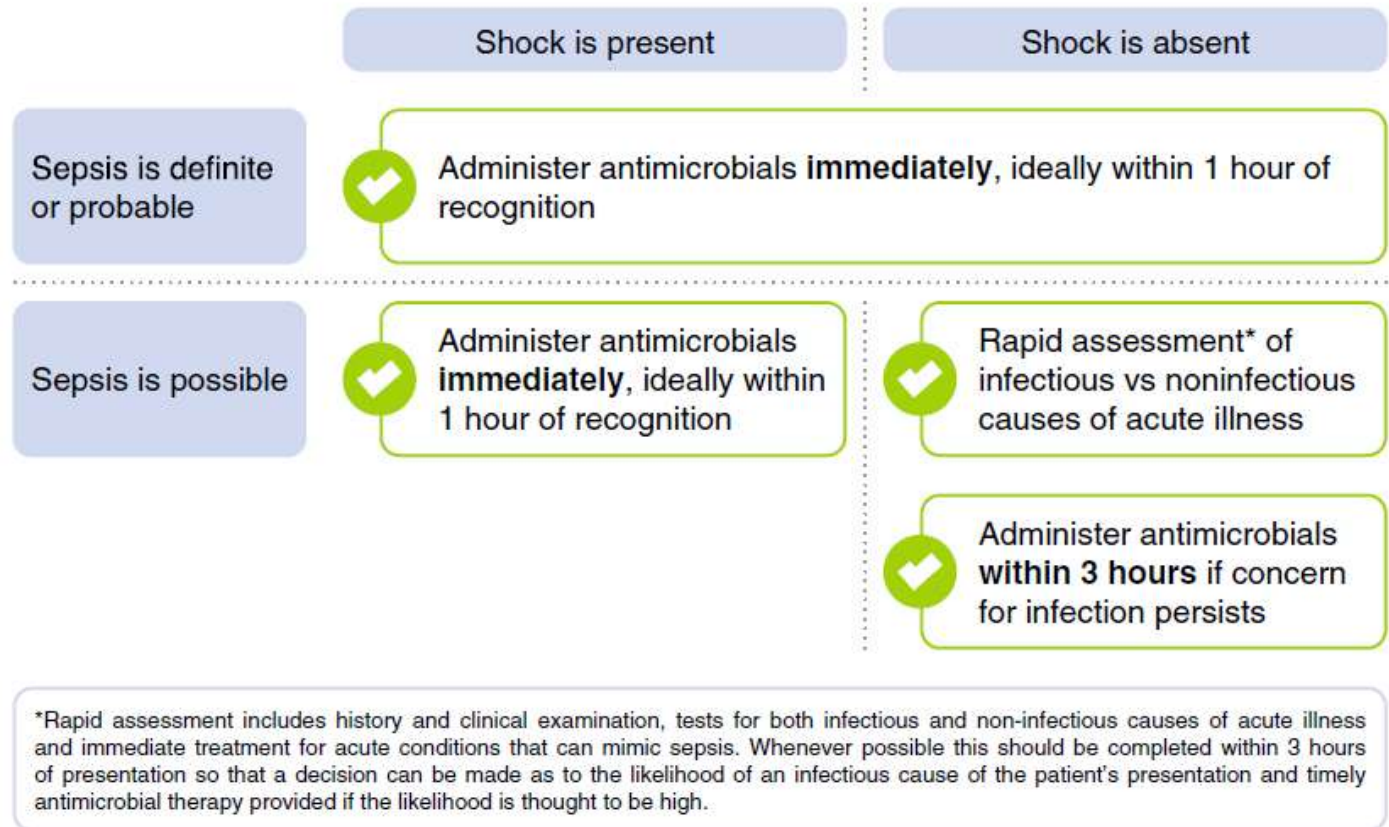 Shock is present
Shock is absent
Sepsis is definite
or probable
Administer antimicrobials immediately, ideally within 1 hour of
recognition
Sepsis is possible
Administer antimicrobials
immediately, ideally within
1 hour of recognition
Rapid assessment* of
infectious vs noninfectious
causes of acute illness
Administer antimicrobials
within 3 hours if concern
for infection persists
*Rapid assessment includes history and clinical examination, tests for both infectious and non-infectious causes of acute illness
and immediate treatment for acute conditions that can mimic sepsis. Whenever possible this should be completed within 3 hours
of presentation so that a decision can be made as to the likelihood of an infectious cause of the patient's presentation and timely
antimicrobial therapy provided if the likelihood is thought to be high.